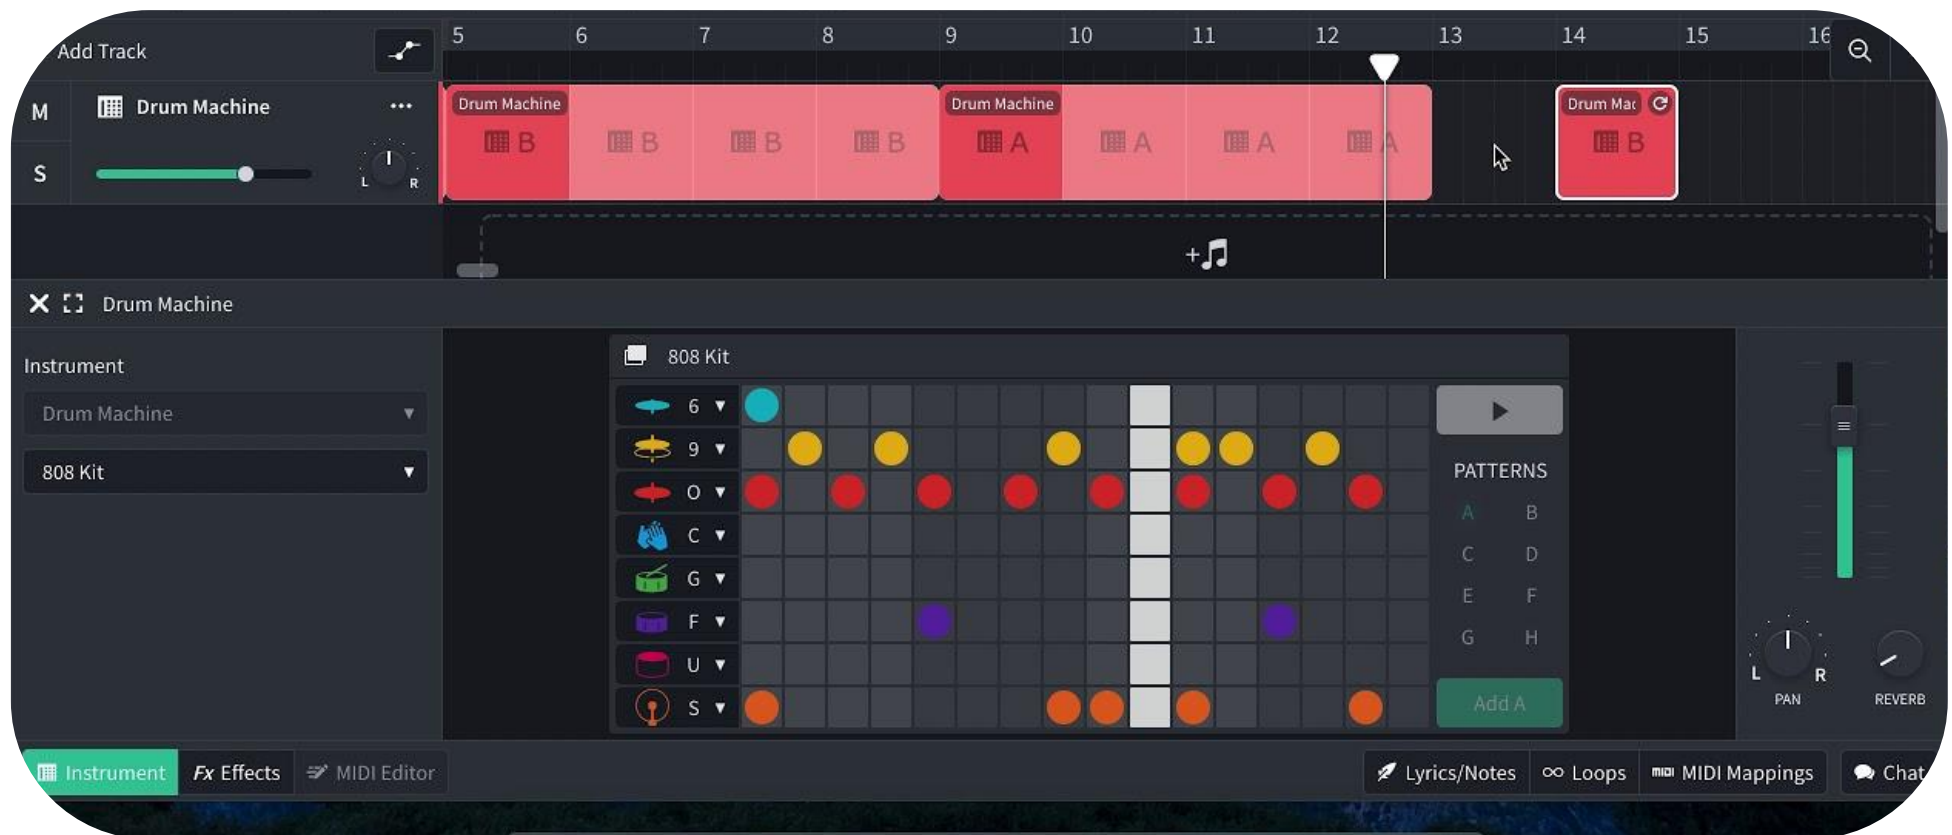 5 6 7 8 9 10 11 12 13 14 15 16
Add Track
M Drum Machine
S L R
Drum Machine Drum Machine Drum Mac
B B B B A A A A B
+
Drum Machine
Instrument
Drum Machine
808 Kit
808 Kit
6
9
O
C
G
F
U
S
PATTERNS
A B
C D
E F
G H
Add A
L R
PAN REVERB
Instrument Fx Effects MIDI Editor Lyrics/Notes Loops MIDI MIDI Mappings Chat